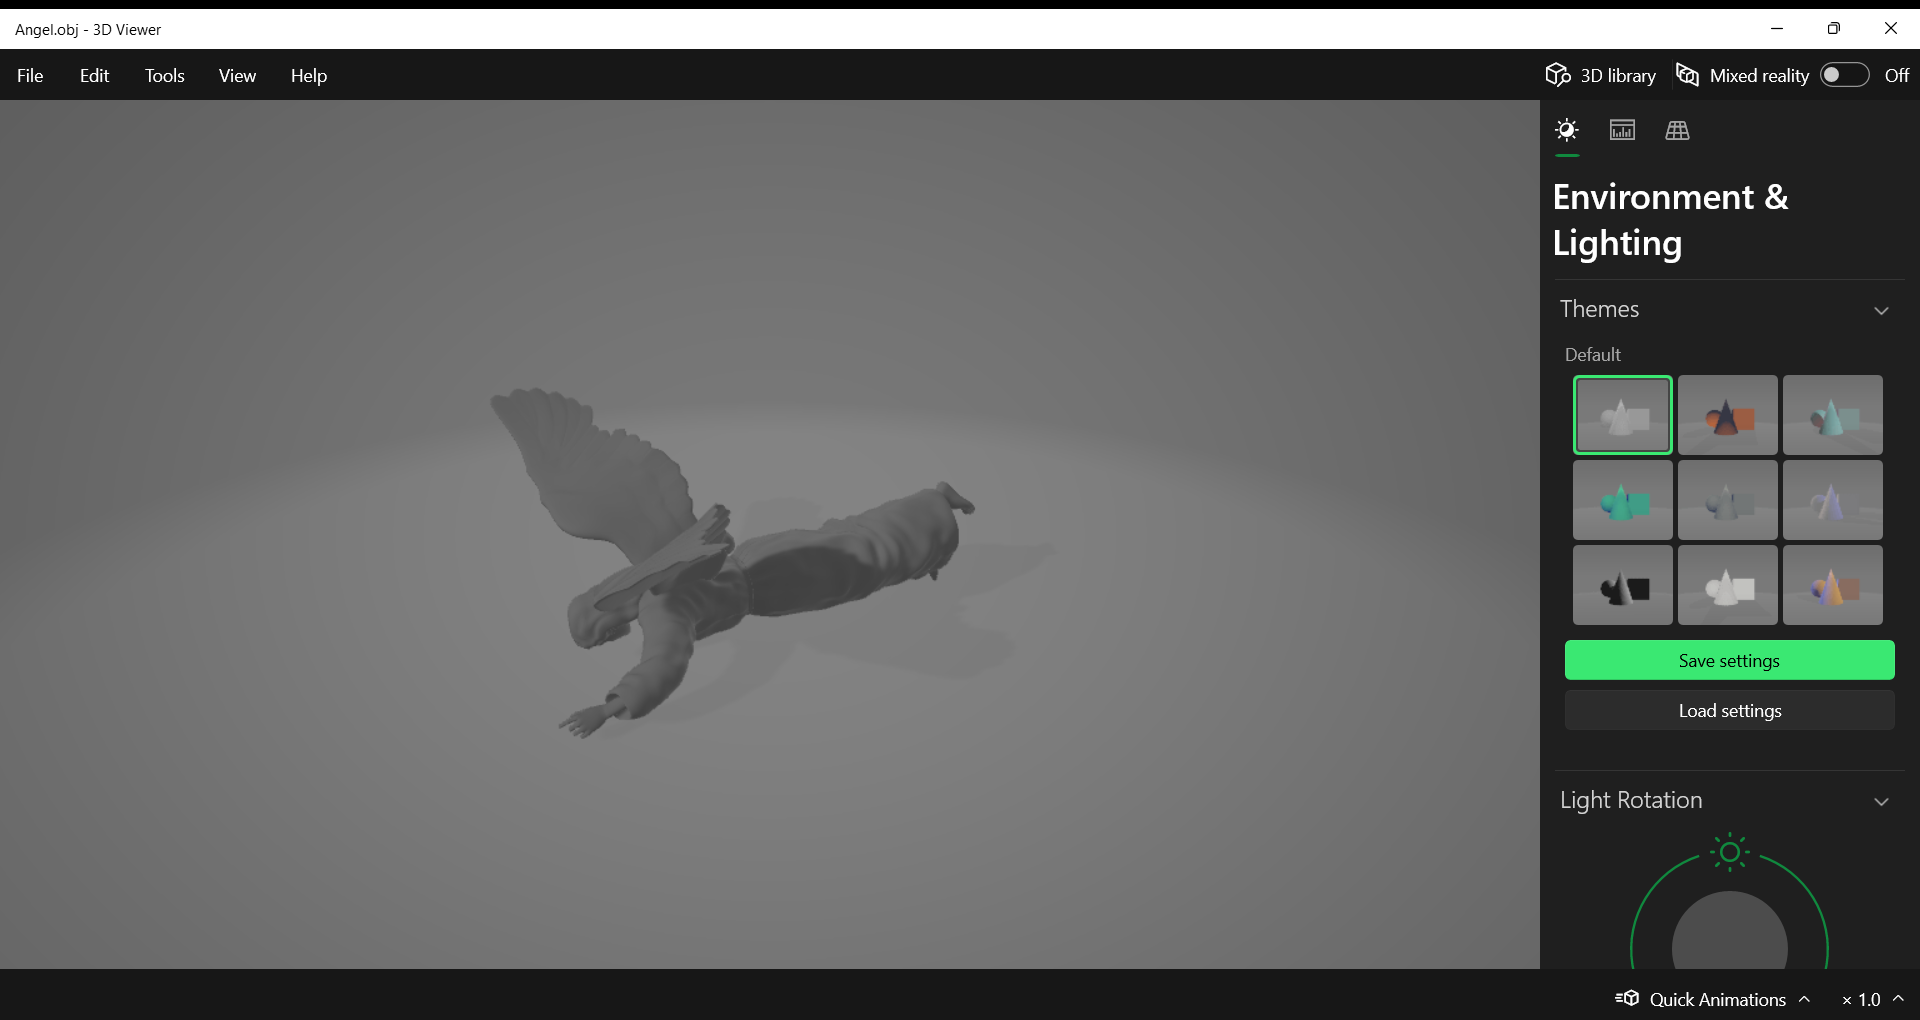 Angel.obj - 3D Viewer
File Edit Tools View Help 3D library Mixed reality Off
Environment &
Lighting
Themes
Default
Save settings
Load settings
Light Rotation
Quick Animations × 1.0